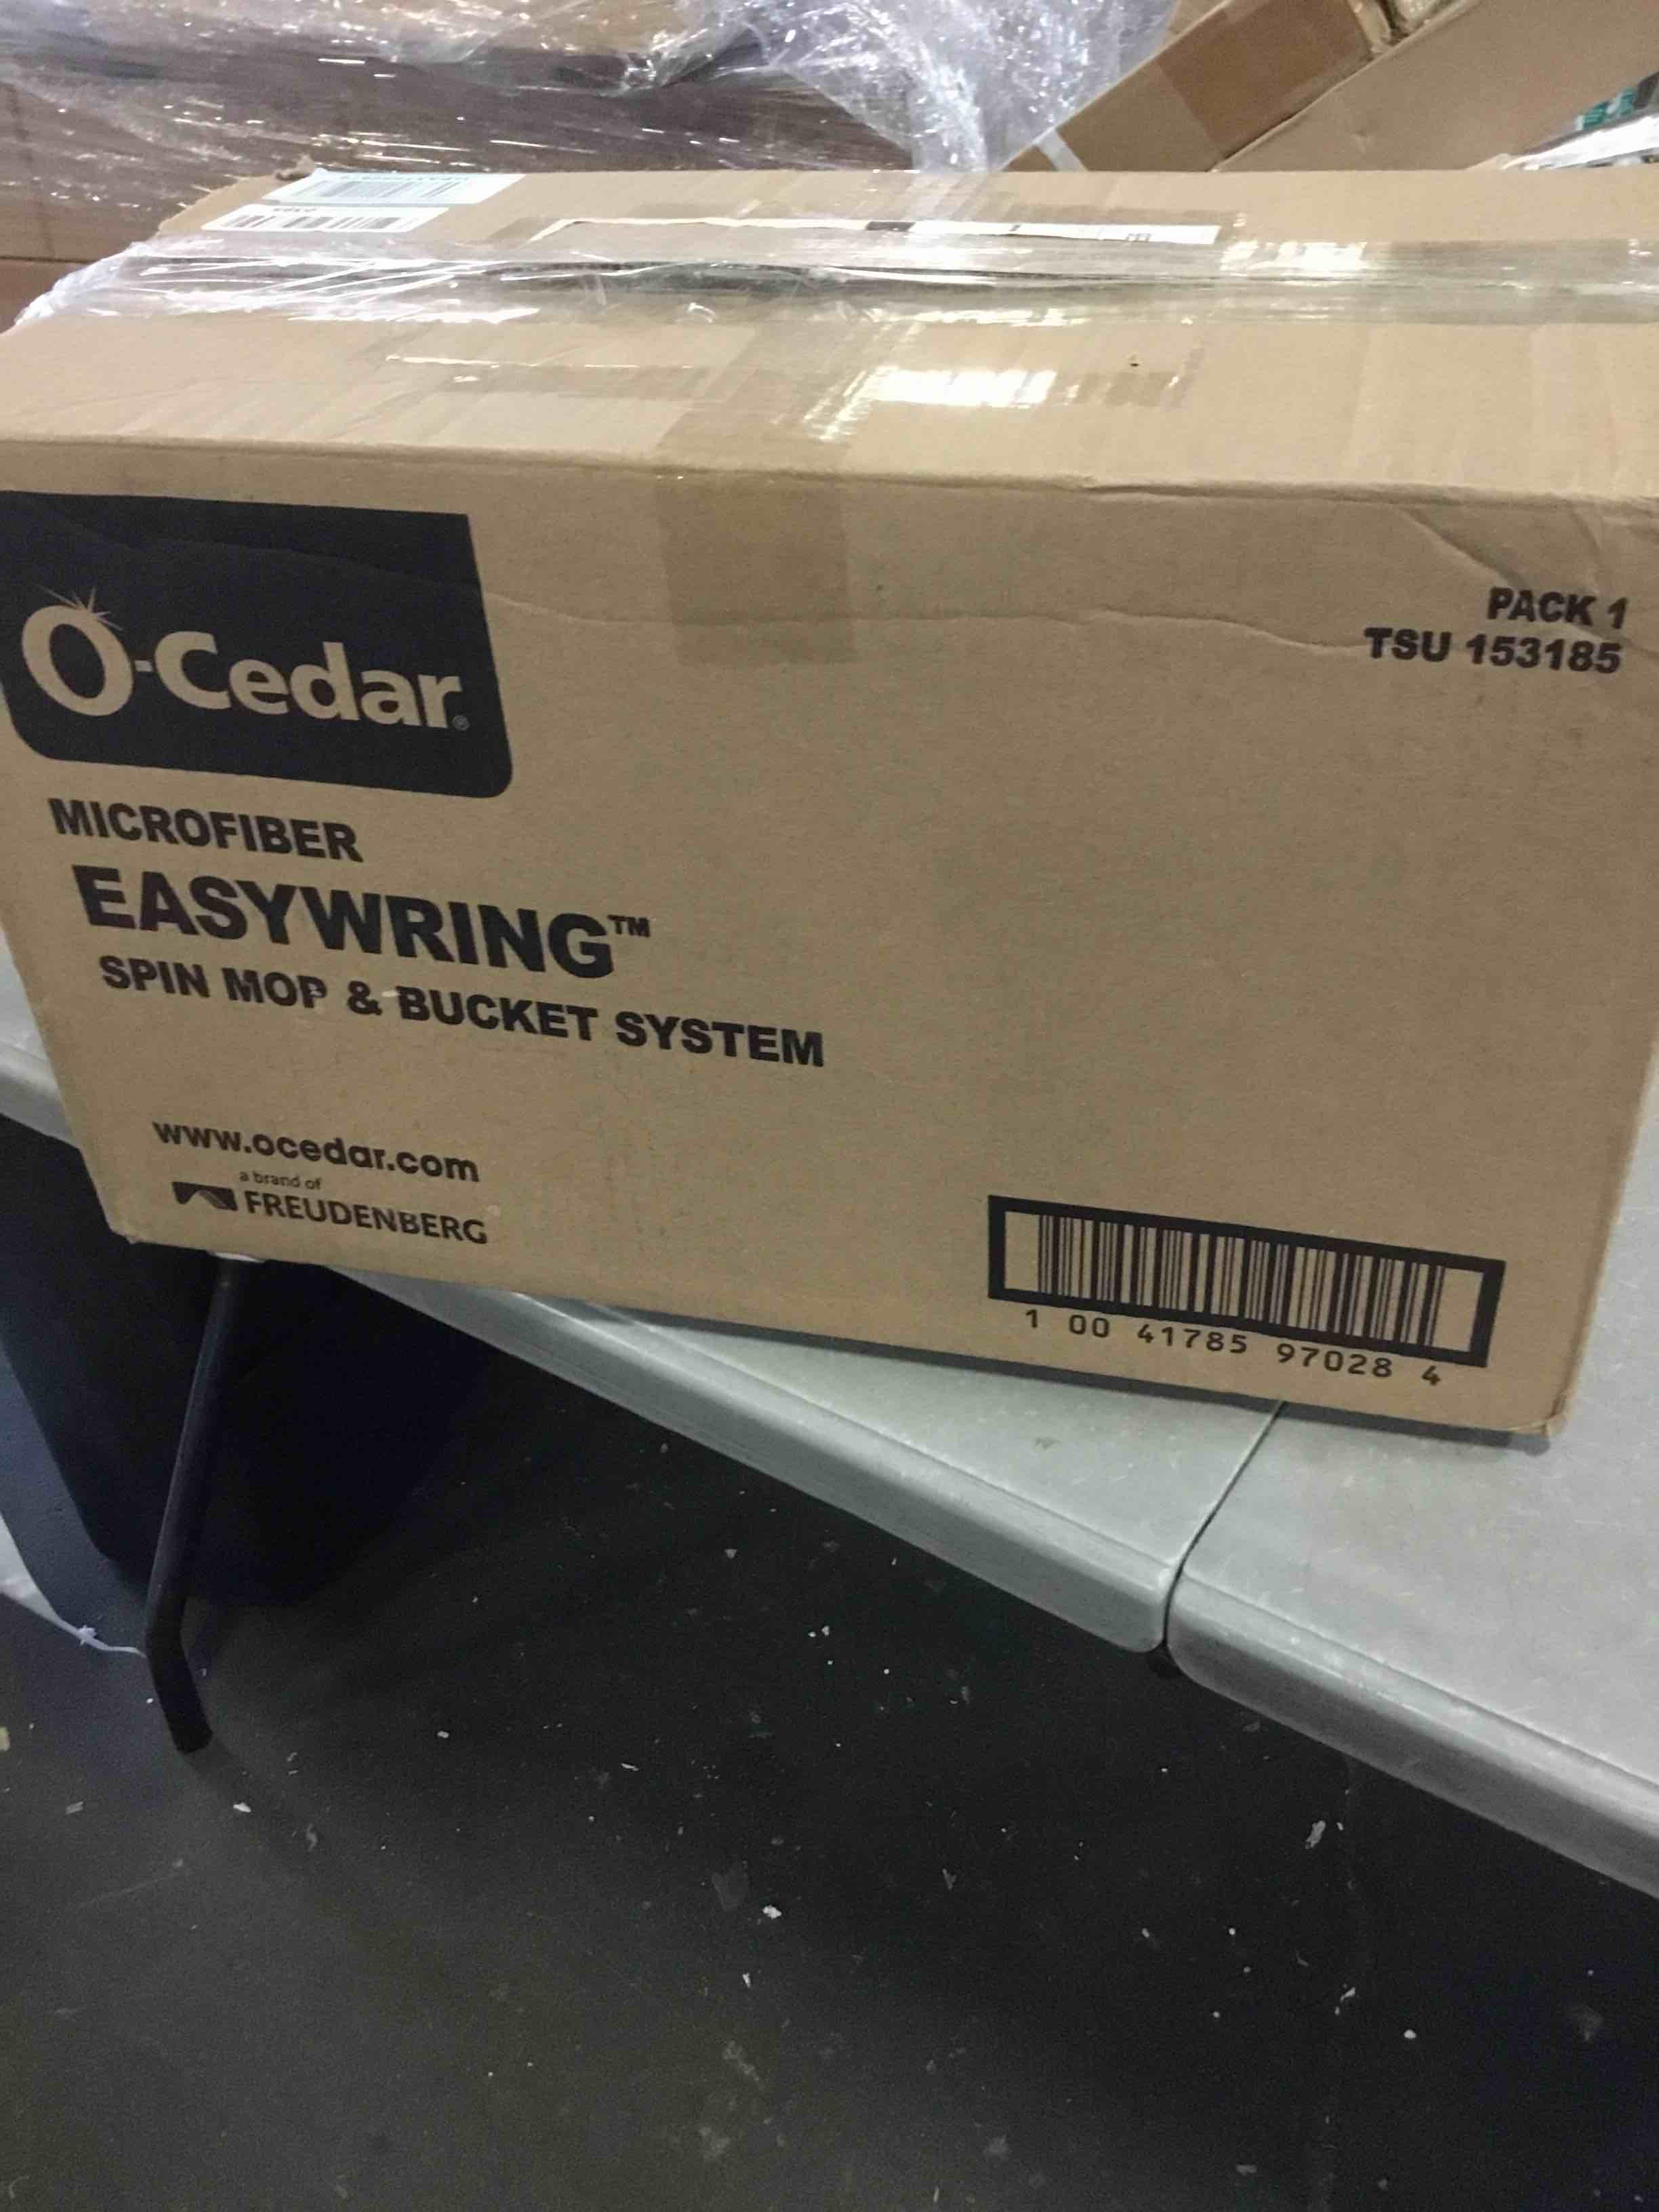 O-Cedar®
PACK 1
TSU 153185
MICROFIBER
EASYWRING™
SPIN MOP & BUCKET SYSTEM
www.ocedar.com
a brand of
FREUDENBERG
1 00 41785 97028 4